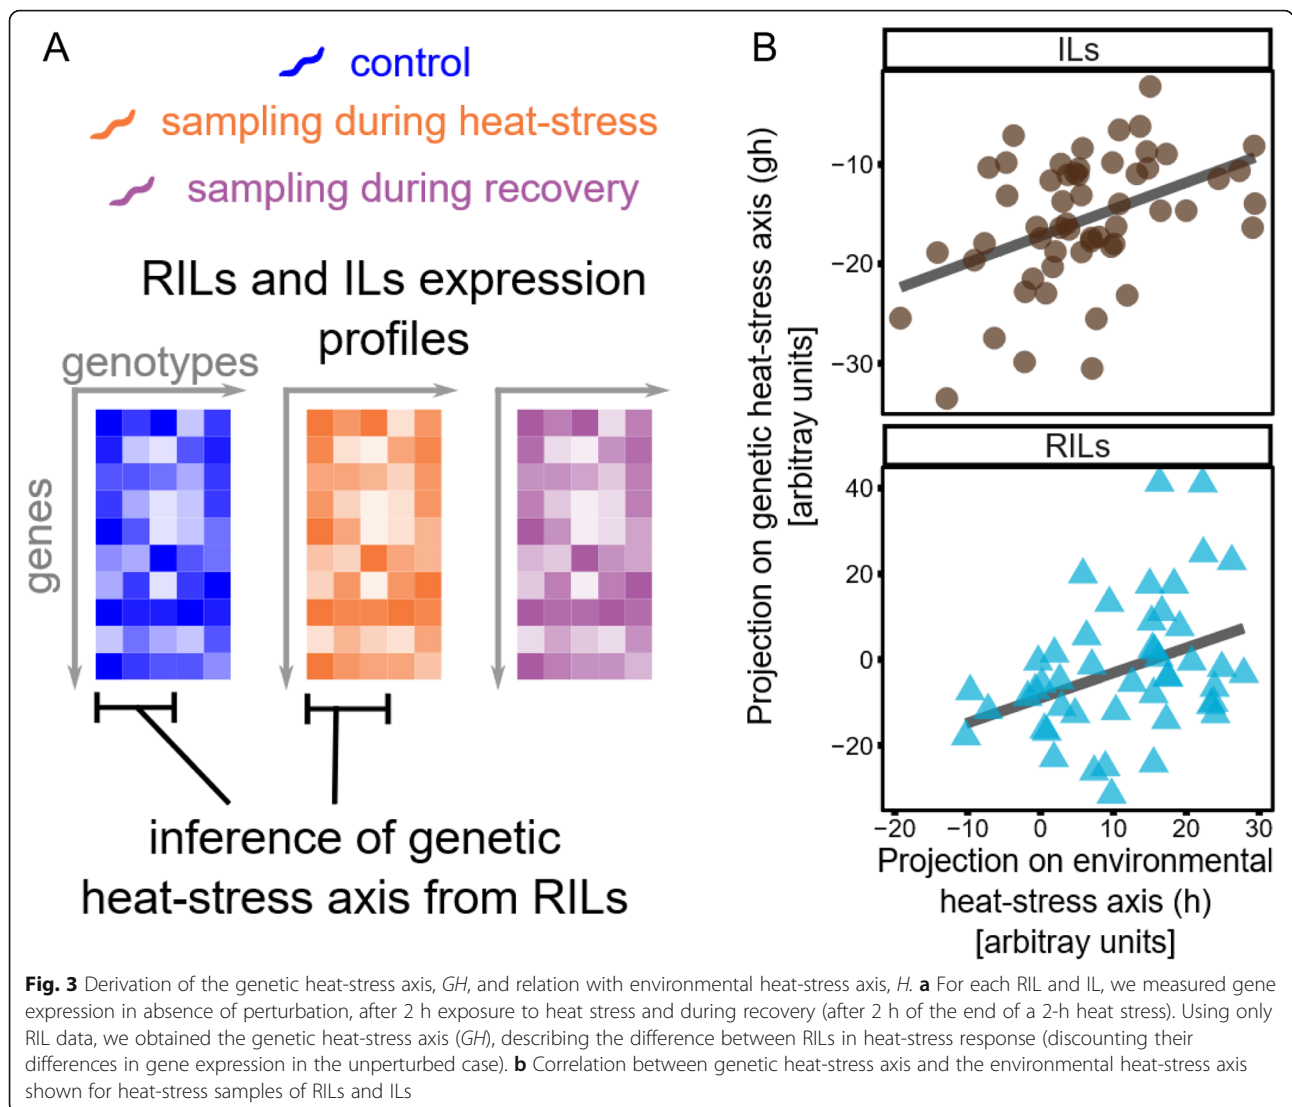 A
control
sampling during heat-stress
sampling during recovery
RILs and ILs expression
profiles
genotypes
genes
inference of genetic
heat-stress axis from RILs
B
ILs
Projection on genetic heat-stress axis (gh)
[arbitray units]
−10
−20
−30
RILs
40
20
0
−20
−20 −10 0 10 20 30
Projection on environmental
heat-stress axis (h)
[arbitray units]
Fig. 3 Derivation of the genetic heat-stress axis, GH, and relation with environmental heat-stress axis, H. a For each RIL and IL, we measured gene
expression in absence of perturbation, after 2 h exposure to heat stress and during recovery (after 2 h of the end of a 2-h heat stress). Using only
RIL data, we obtained the genetic heat-stress axis (GH), describing the difference between RILs in heat-stress response (discounting their
differences in gene expression in the unperturbed case). b Correlation between genetic heat-stress axis and the environmental heat-stress axis
shown for heat-stress samples of RILs and ILs